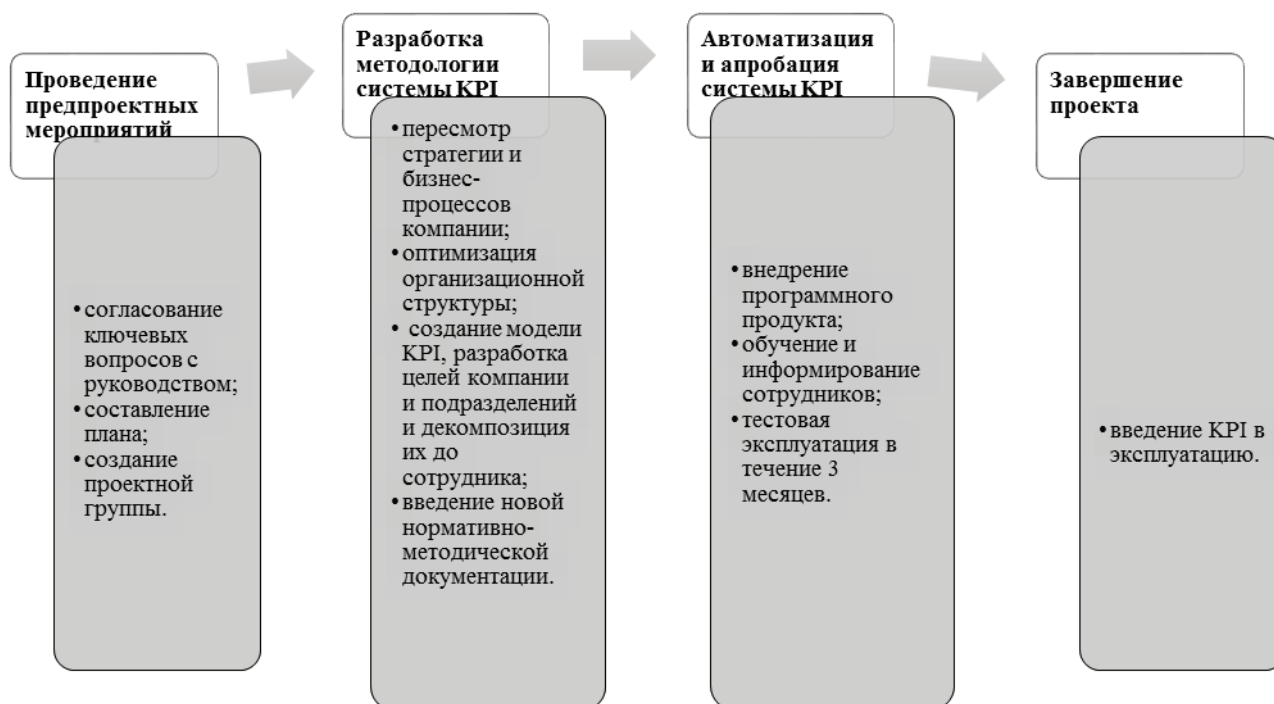 Проведение
предпроектных
мероприятий
• согласование
ключевых
вопросов с
руководством;
• составление
плана;
• создание
проектной
группы.
Разработка
методологии
системы KPI
• пересмотр
стратегии и
бизнес-
процессов
компании;
• оптимизация
организационной
структуры;
• создание модели
KPI, разработка
целей компании
и подразделений
и декомпозиция
их до
сотрудника;
• введение новой
нормативно-
методической
документации.
Автоматизация
и апробация
системы KPI
• внедрение
программного
продукта;
• обучение и
информирование
сотрудников;
• тестовая
эксплуатация в
течение 3
месяцев.
Завершение
проекта
• введение KPI в
эксплуатацию.